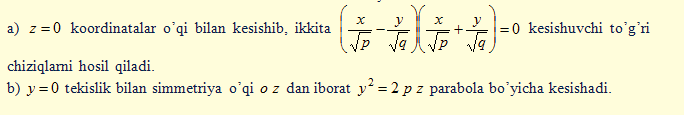 a) z = 0 koordinatalar o’qi bilan kesishib, ikkita (x/√p − y/√q)(x/√p + y/√q) = 0 kesishuvchi to’g’ri
chiziqlarni hosil qiladi.
b) y = 0 tekislik bilan simmetriya o’qi o z dan iborat y² = 2 p z parabola bo’yicha kesishadi.